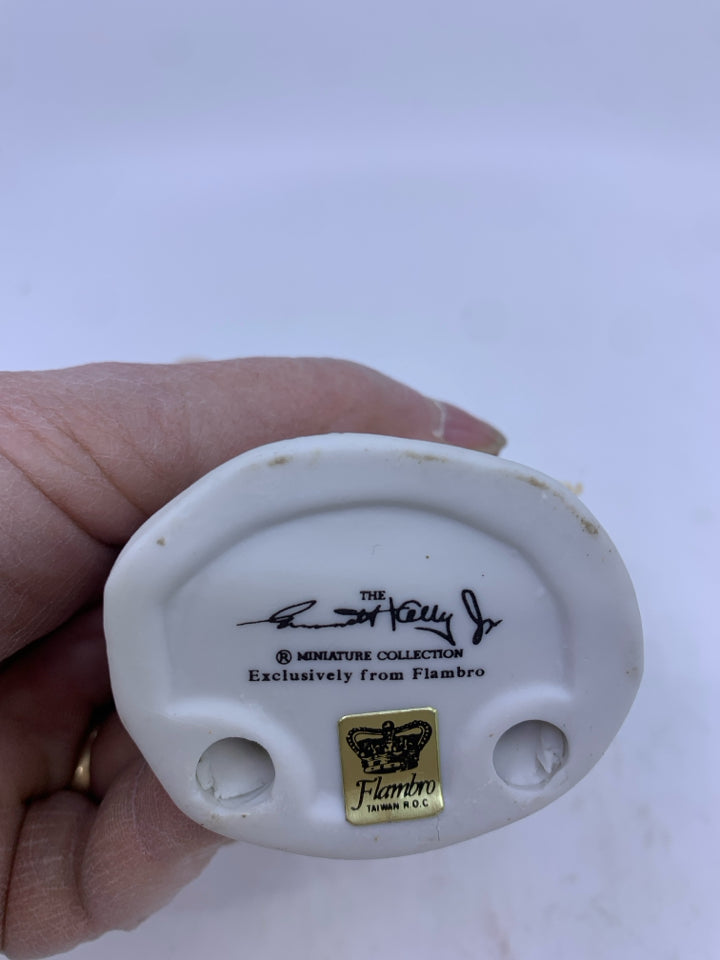 THE
Emmett Kelly Jr
® MINIATURE COLLECTION
Exclusively from Flambro
Flambro
TAIWAN R.O.C